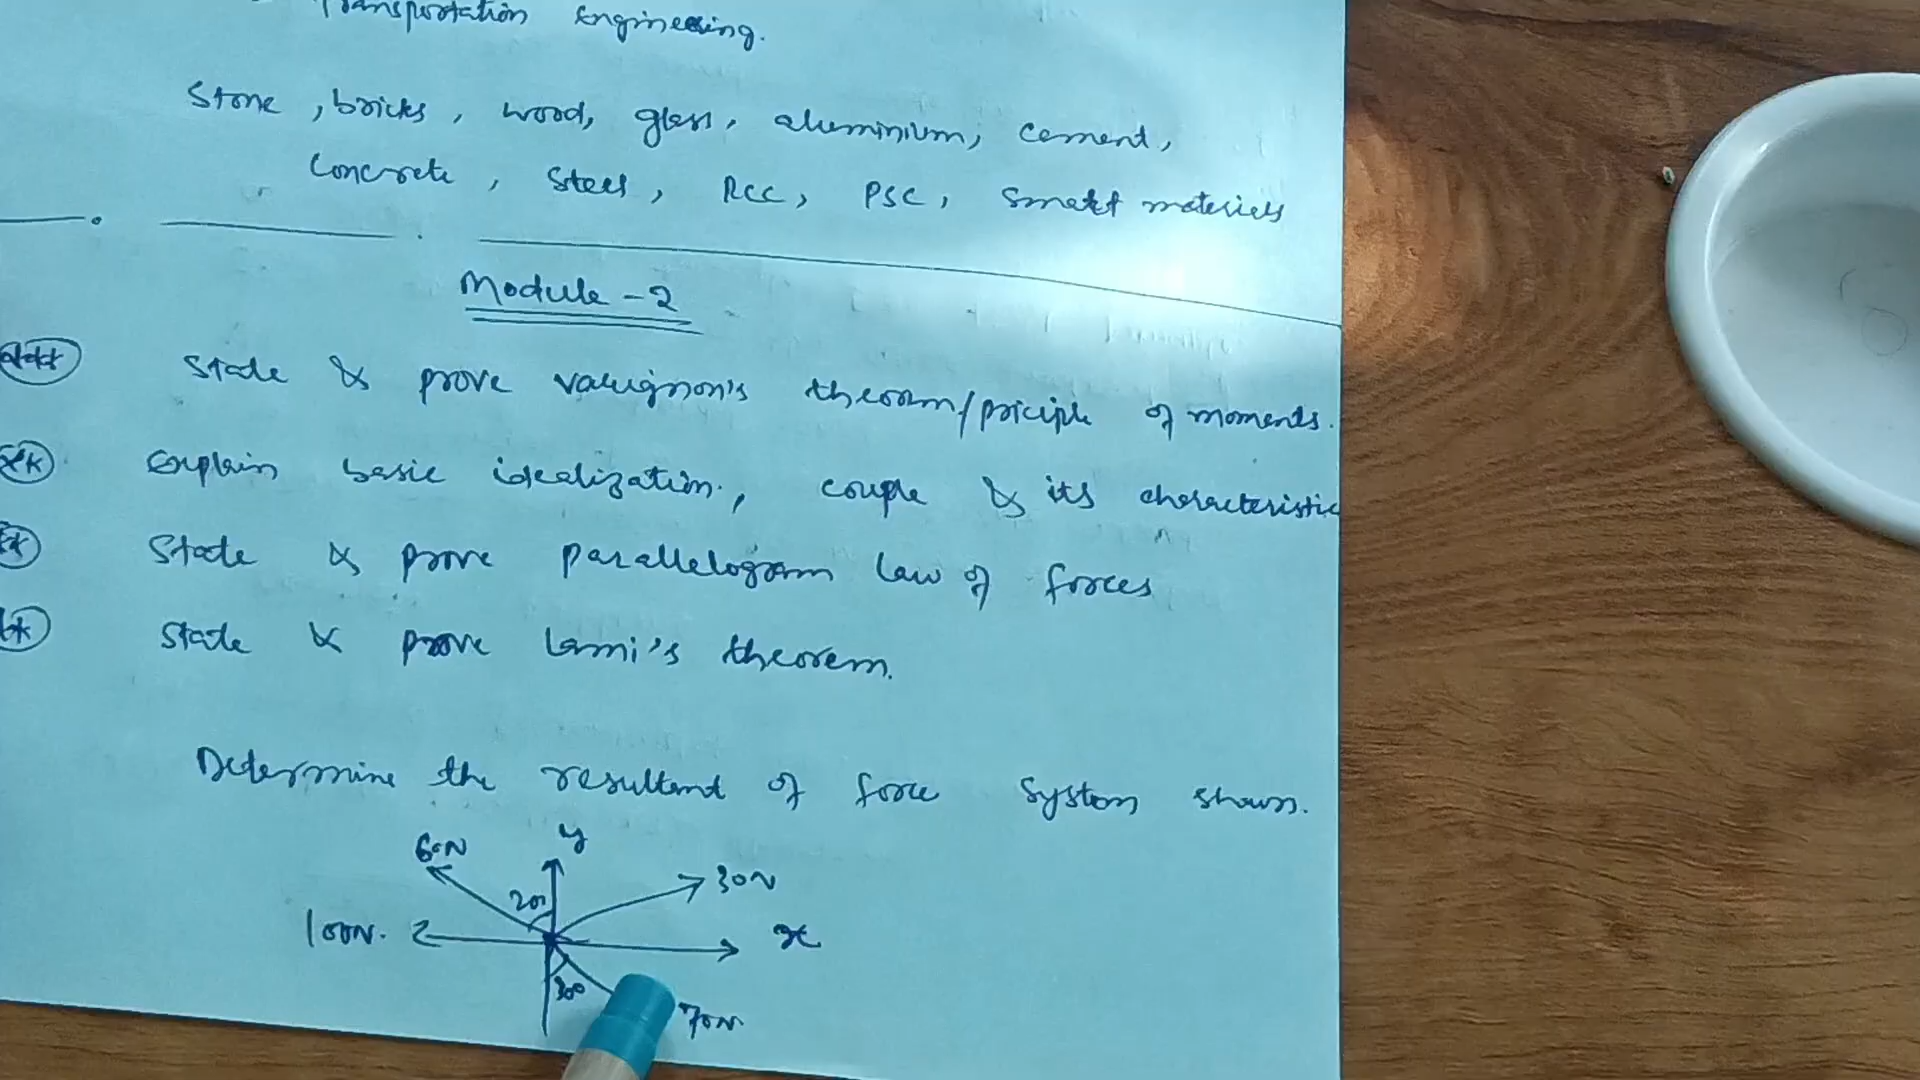 Transportation Engineering.
Stone, bricks, wood, glass, aluminium, cement,
Concrete, Steel, RCC, PSC, Smart materials
Module-2
State & prove varignon's theorm/priciple of moments.
Explain basic idealization, couple & its characteristic
State & prove parallelogram law of forces
State & prove Lami's theorem.
Determine the resultant of force system shown.
60N y
20° 30N
100N. x
30°
70N